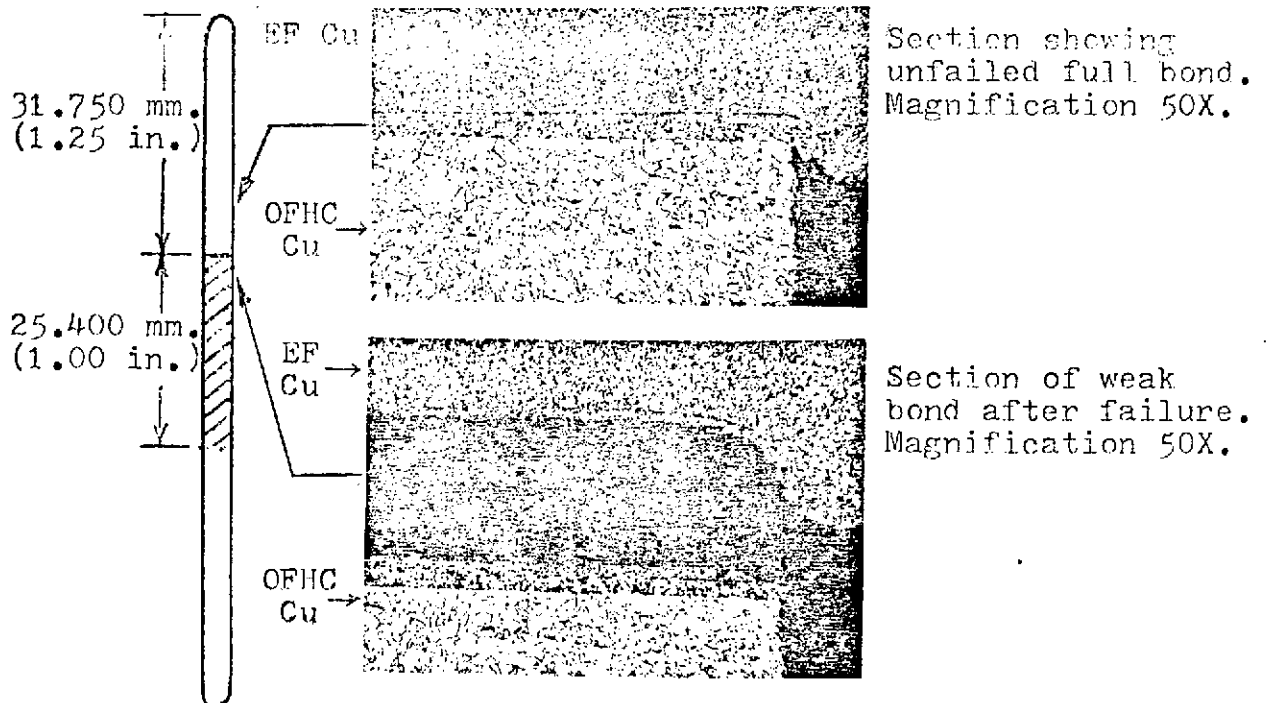 31.750 mm.
(1.25 in.)
25.400 mm.
(1.00 in.)
EF Cu
OFHC
Cu
Section showing
unfailed full bond.
Magnification 50X.
EF
Cu
OFHC
Cu
Section of weak
bond after failure.
Magnification 50X.